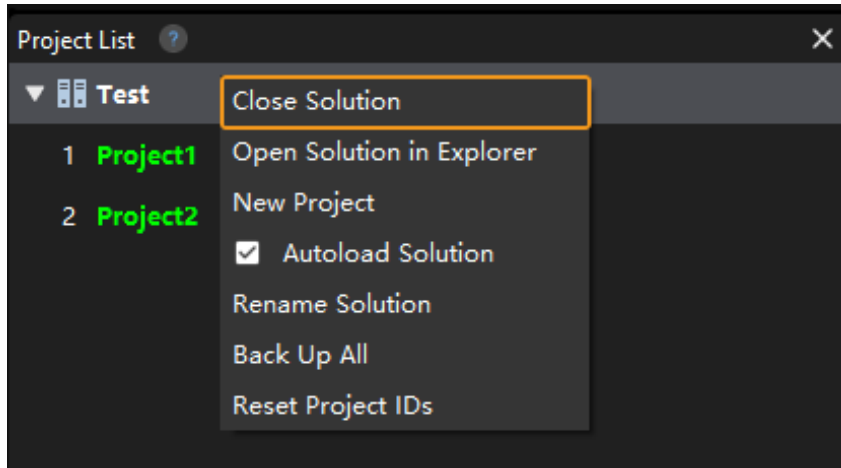 Project List ?
Test
Close Solution
1 Project1
Open Solution in Explorer
New Project
2 Project2
Autoload Solution
Rename Solution
Back Up All
Reset Project IDs